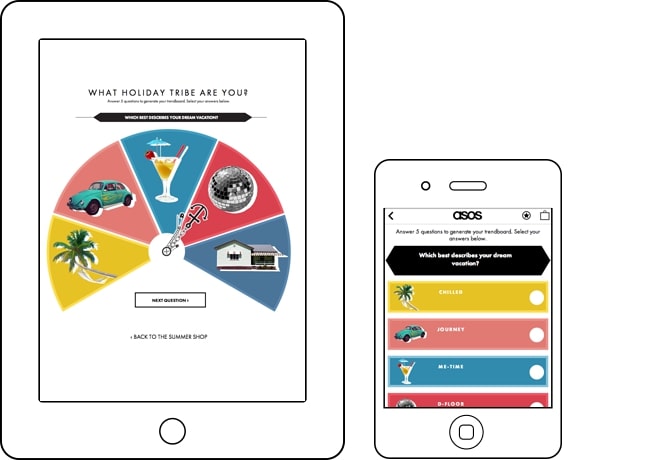 WHAT HOLIDAY TRIBE ARE YOU?
Answer 5 questions to generate your trendboard. Select your answers below.
WHICH BEST DESCRIBES YOUR DREAM VACATION?
NEXT QUESTION ›
‹ BACK TO THE SUMMER SHOP
asos
Answer 5 questions to generate your trendboard. Select your
answers below.
Which best describes your dream
vacation?
CHILLED
JOURNEY
ME-TIME
D-FLOOR